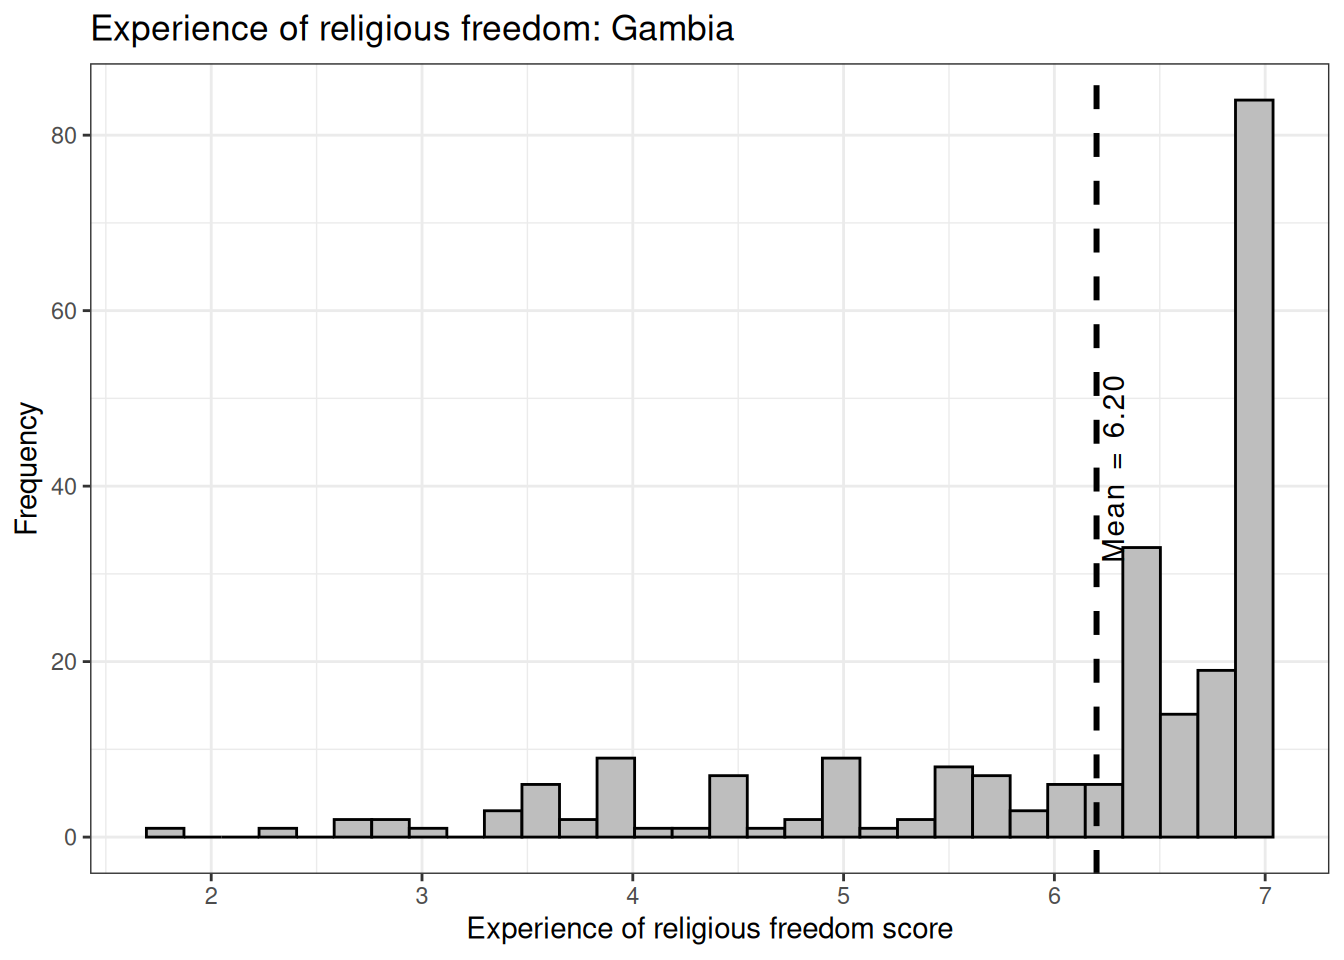 Experience of religious freedom: Gambia
80
60
40
20
0
Frequency
Mean = 6.20
2 3 4 5 6 7
Experience of religious freedom score